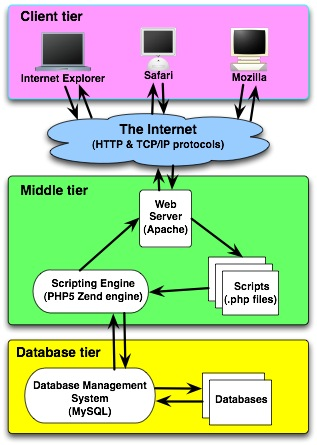 Client tier
Internet Explorer
Safari
Mozilla
The Internet
(HTTP & TCP/IP protocols)
Middle tier
Web
Server
(Apache)
Scripting Engine
(PHP5 Zend engine)
Scripts
(.php files)
Database tier
Database Management
System
(MySQL)
Databases